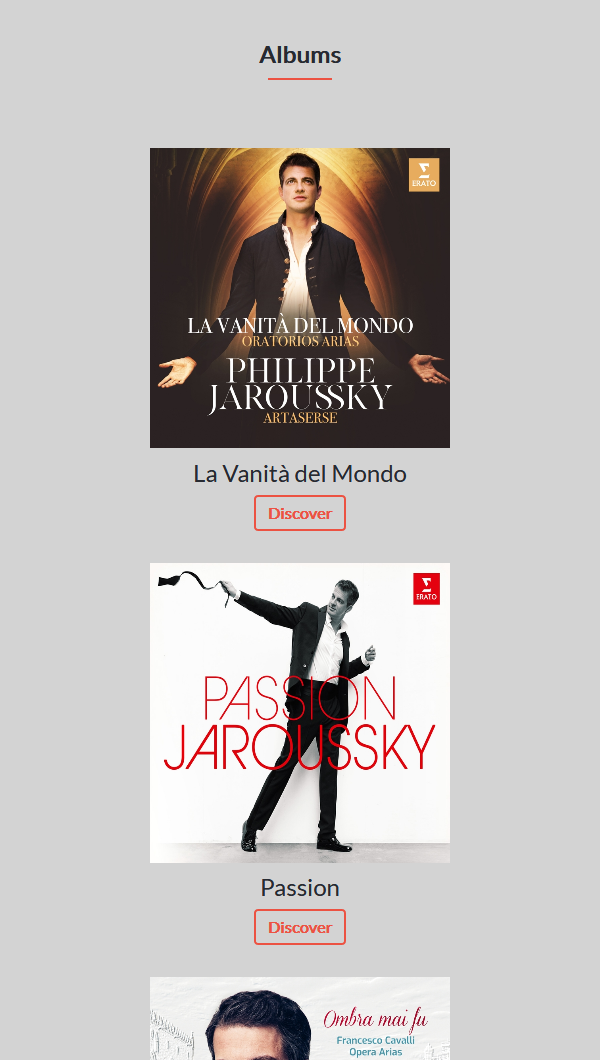 Albums
ERATO
LA VANITÀ DEL MONDO
ORATORIOS ARIAS
PHILIPPE
JAROUSSKY
ARTASERSE
La Vanità del Mondo
Discover
ERATO
PASSION
JAROUSSKY
Passion
Discover
Ombra mai fu
Francesco Cavalli
Opera Arias